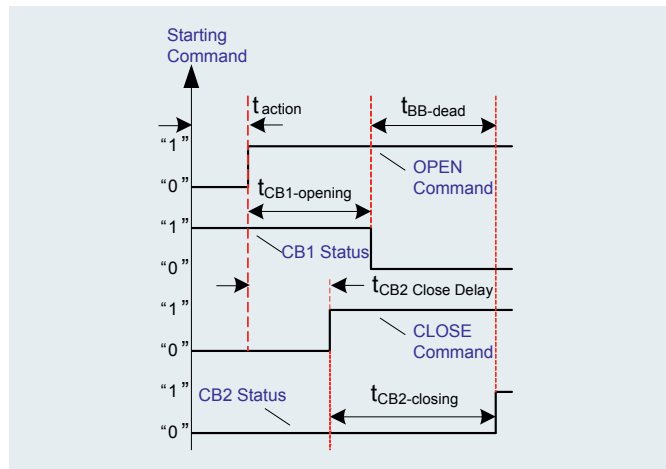 Starting
Command
t action
t BB-dead
“1”
OPEN
Command
“0”
t CB1-opening
“1”
CB1 Status
“0”
t CB2 Close Delay
“1”
CLOSE
Command
“0”
“1”
CB2 Status
t CB2-closing
“0”